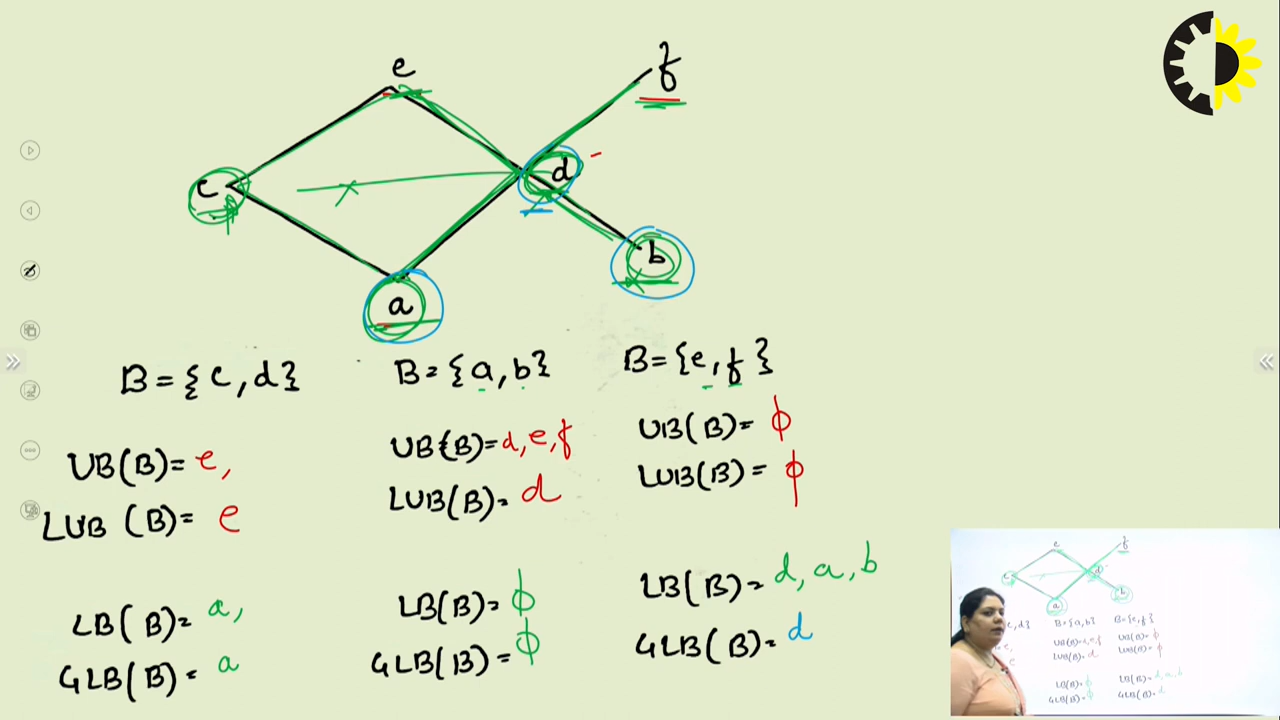 e
f
c
d
a
b
B = {c, d}
UB(B) = e,
LUB (B) = e
LB(B) = a,
GLB(B) = a
B = {a, b}
UB(B) = d, e, f
LUB(B) = d
LB(B) = ϕ
GLB(B) = ϕ
B = {e, f}
UB(B) = ϕ
LUB(B) = ϕ
LB(B) = d, a, b
GLB(B) = d